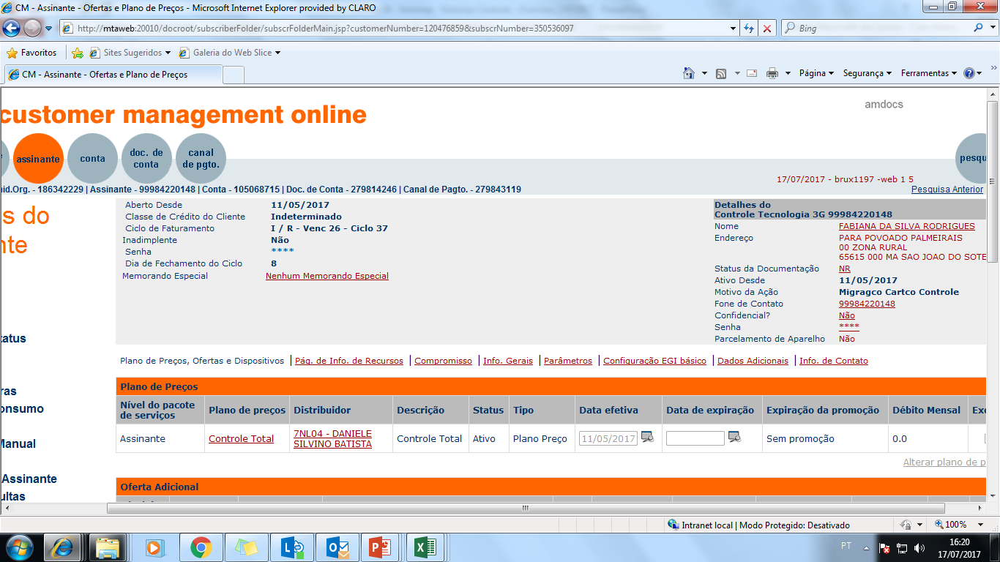 CM - Assinante - Ofertas e Plano de Preços - Microsoft Internet Explorer provided by CLARO
http://mtaweb:20010/docroot/subscriberFolder/subscrFolderMain.jsp?customerNumber=120476859&subscrNumber=350536097
Bing
Favoritos
Sites Sugeridos
Galeria do Web Slice
CM - Assinante - Ofertas e Plano de Preços
Página
Segurança
Ferramentas
customer management online
amdocs
assinante
conta
doc. de
conta
canal
de pgto.
pesqu
17/07/2017 - brux1197 -web 1 5
nid.Org. - 186342229 | Assinante - 99984220148 | Conta - 105068715 | Doc. de Conta - 279814246 | Canal de Pagto. - 279843119
Pesquisa Anterior
s do
nte
tatus
ras
onsumo
Manual
Assinante
ultas
Aberto Desde 11/05/2017
Classe de Crédito do Cliente Indeterminado
Ciclo de Faturamento I / R - Venc 26 - Ciclo 37
Inadimplente Não
Senha ****
Dia de Fechamento do Ciclo 8
Memorando Especial Nenhum Memorando Especial
Detalhes do
Controle Tecnologia 3G 99984220148
Nome FABIANA DA SILVA RODRIGUES
Endereço PARA POVOADO PALMEIRAIS
00 ZONA RURAL
65615 000 MA SAO JOAO DO SOTE
Status da Documentação NR
Ativo Desde 11/05/2017
Motivo da Ação Migragco Cartco Controle
Fone de Contato 99984220148
Confidencial? Não
Senha ****
Parcelamento de Aparelho Não
Plano de Preços, Ofertas e Dispositivos | Pág. de Info. de Recursos | Compromisso | Info. Gerais | Parâmetros | Configuração EGI básico | Dados Adicionais | Info. de Contato
Plano de Preços
Nível do pacote
de serviços
Plano de preços
Distribuidor
Descrição
Status
Tipo
Data efetiva
Data de expiração
Expiração da promoção
Débito Mensal
Exc
Assinante
Controle Total
7NL04 - DANIELE
SILVINO BATISTA
Controle Total
Ativo
Plano Preço
11/05/2017
Sem promoção
0.0
Alterar plano de p
Oferta Adicional
Intranet local | Modo Protegido: Desativado
100%
PT
16:20
17/07/2017